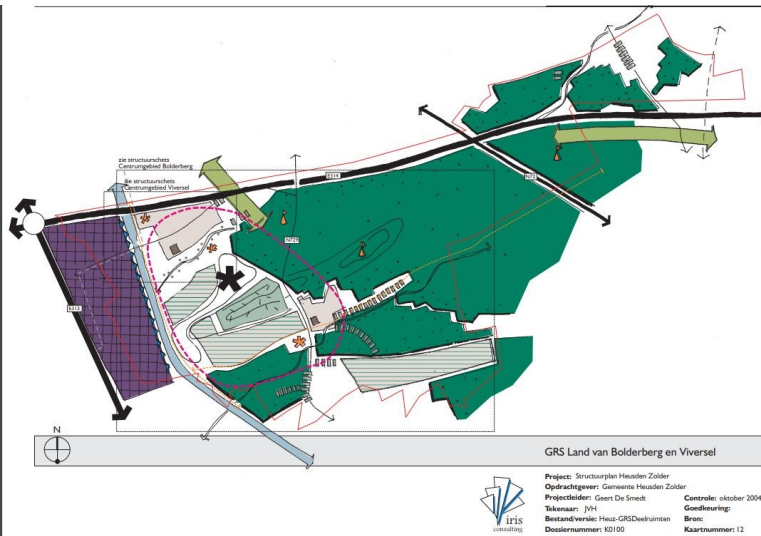 zie structuurschets
Centrumgebied Bolderberg
zie structuurschets
Centrumgebied Viversel
E314
N729
N72
E313
N
GRS Land van Bolderberg en Viversel
Project: Structuurplan Heusden Zolder
Opdrachtgever: Gemeente Heusden Zolder
Projectleider: Geert De Smedt
Controle: oktober 2004
Tekenaar: JVH
Goedkeuring:
Bestand/versie: Heuz-GRSDeelruimten
Bron:
Dossiernummer: K0100
Kaartnummer: 12
iris
consulting